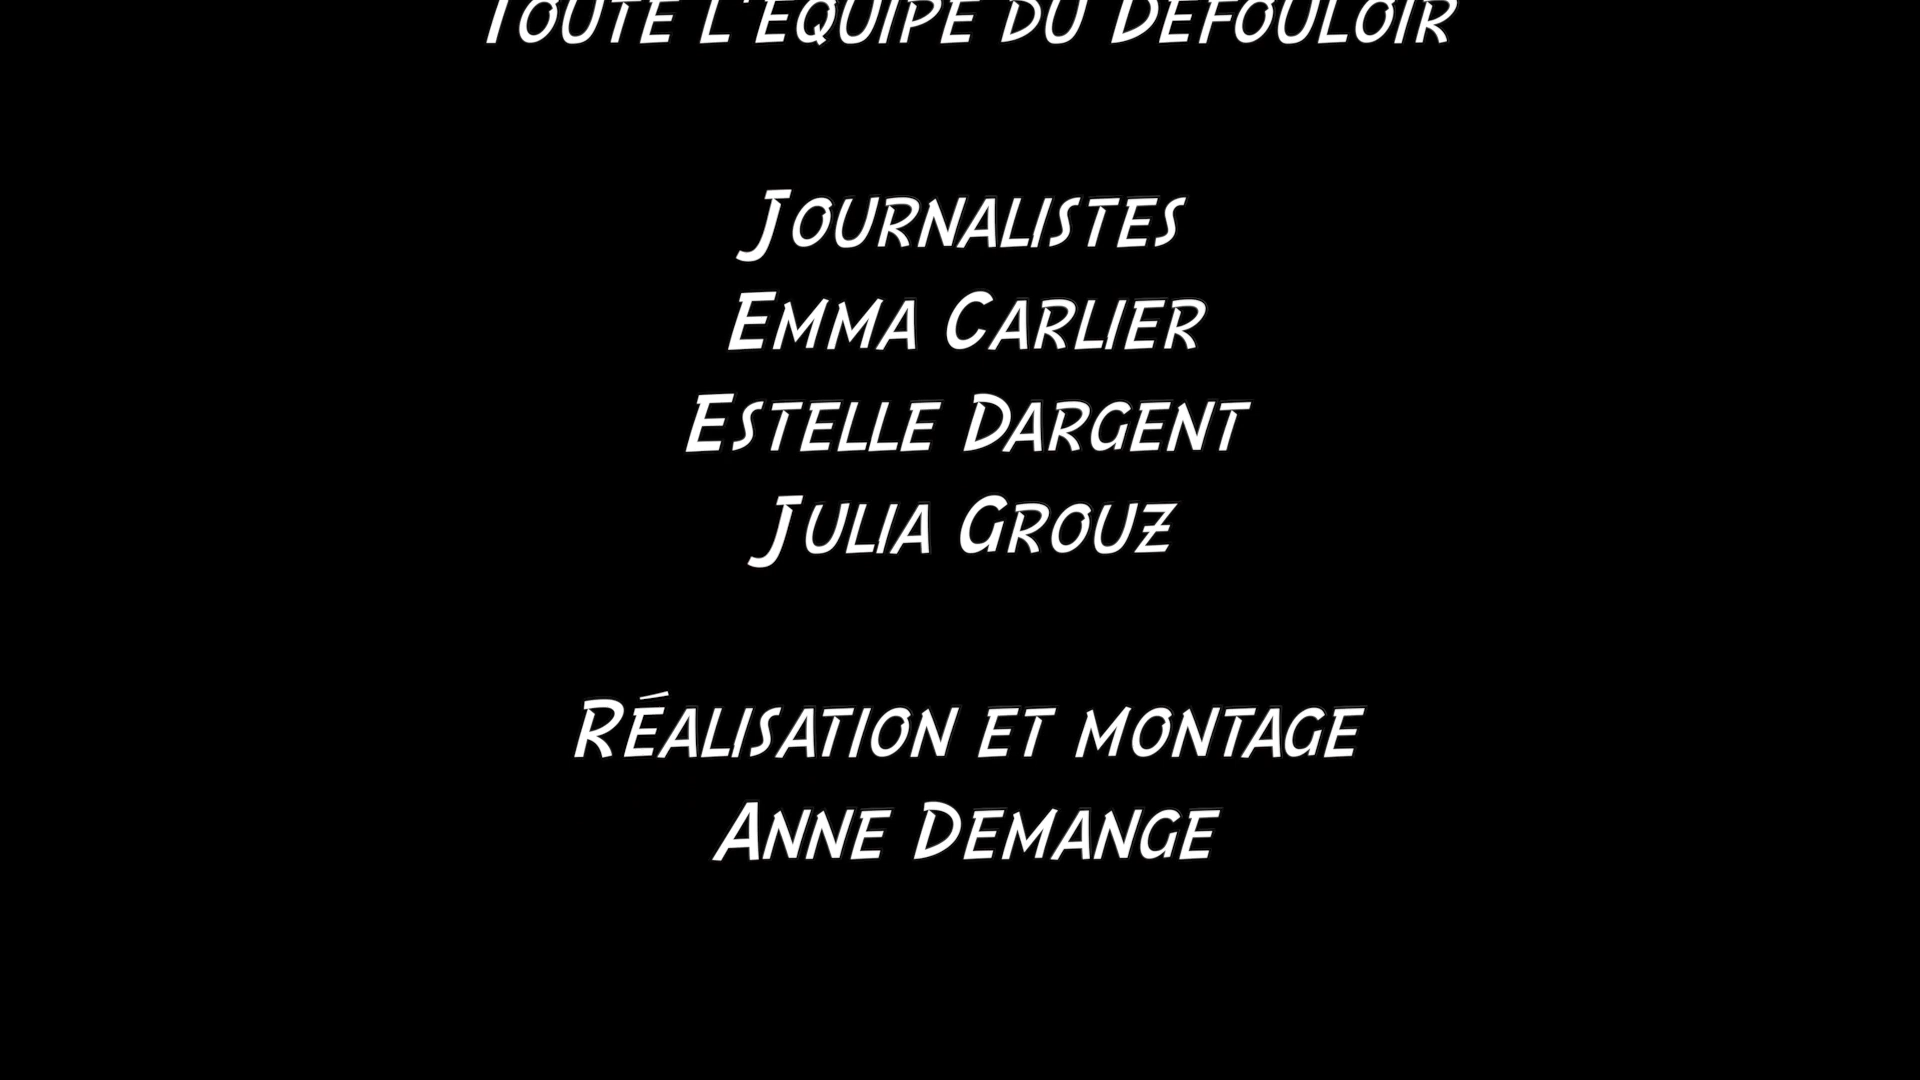 Toute l'équipe du Défouloir
Journalistes
Emma Carlier
Estelle Dargent
Julia Grouz
Réalisation et montage
Anne Demange